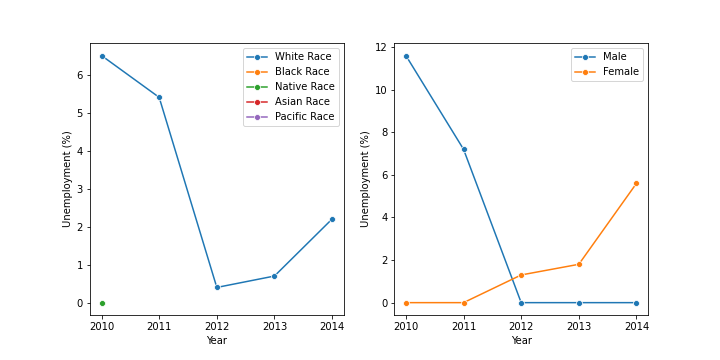 Unemployment (%)
6
5
4
3
2
1
0
2010 2011 2012 2013 2014
Year
White Race
Black Race
Native Race
Asian Race
Pacific Race
Unemployment (%)
12
10
8
6
4
2
0
2010 2011 2012 2013 2014
Year
Male
Female